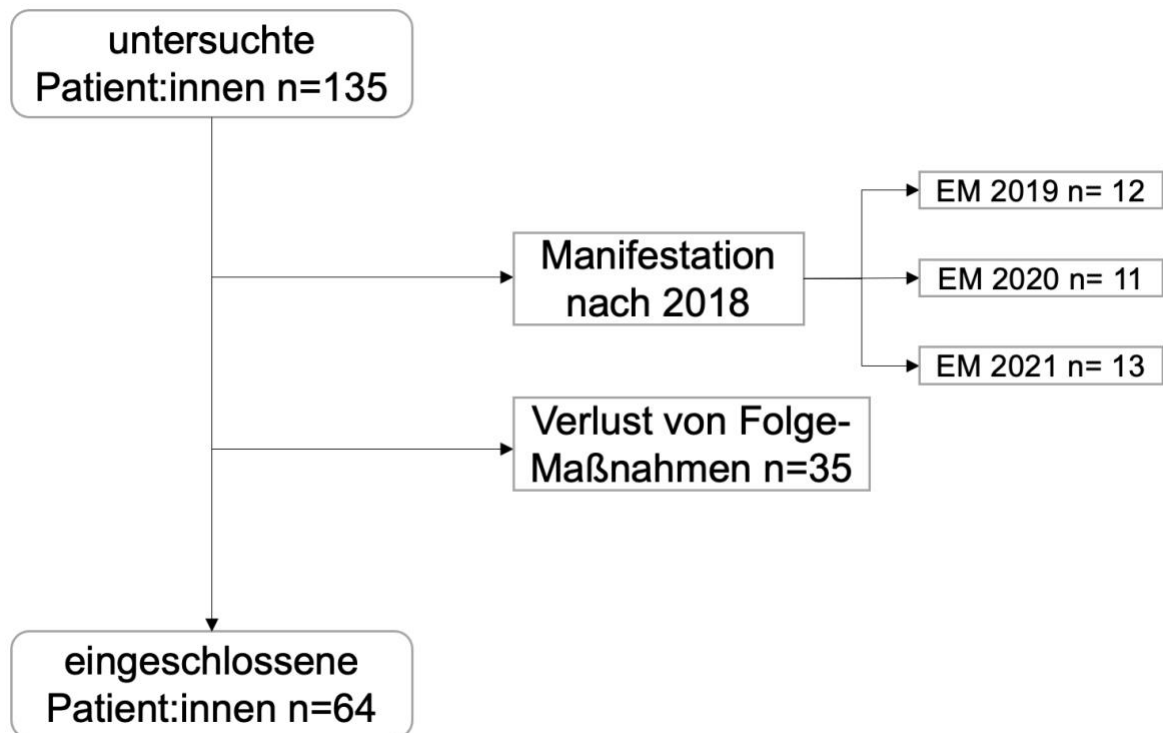 untersuchte
Patient:innen n=135
EM 2019 n= 12
Manifestation
nach 2018
EM 2020 n= 11
EM 2021 n= 13
Verlust von Folge-
Maßnahmen n=35
eingeschlossene
Patient:innen n=64